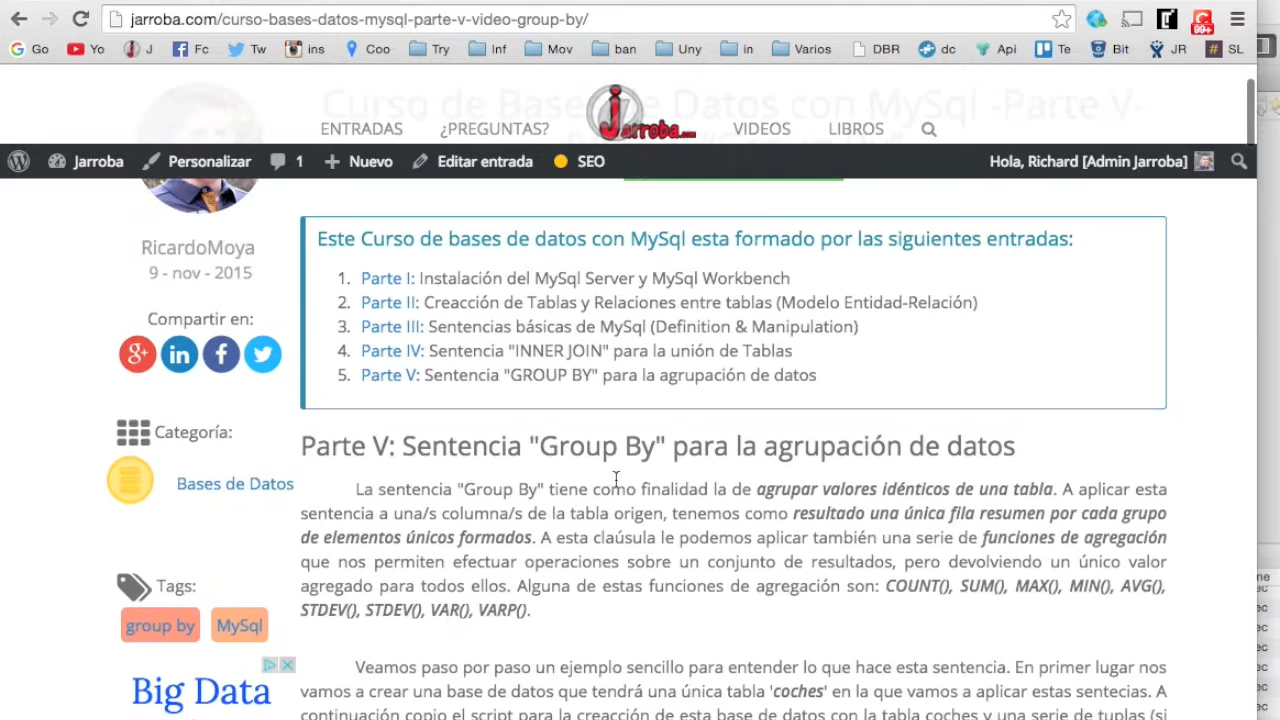 jarroba.com/curso-bases-datos-mysql-parte-v-video-group-by/
99+
Go Yo J Fc Tw ins Coo Try Inf Mov ban Uny in Varios DBR dc Api Te Bit JR SL
Curso de Bases de Datos con MySql -Parte V-
ENTRADAS ¿PREGUNTAS? Jarroba.com VIDEOS LIBROS
Jarroba Personalizar 1 Nuevo Editar entrada SEO Hola, Richard [Admin Jarroba]
RicardoMoya
9 - nov - 2015
Compartir en:
Categoría:
Bases de Datos
Tags:
group by MySql
Big Data
Este Curso de bases de datos con MySql esta formado por las siguientes entradas:
1. Parte I: Instalación del MySql Server y MySql Workbench
2. Parte II: Creacción de Tablas y Relaciones entre tablas (Modelo Entidad-Relación)
3. Parte III: Sentencias básicas de MySql (Definition & Manipulation)
4. Parte IV: Sentencia "INNER JOIN" para la unión de Tablas
5. Parte V: Sentencia "GROUP BY" para la agrupación de datos
Parte V: Sentencia "Group By" para la agrupación de datos
La sentencia "Group By" tiene como finalidad la de agrupar valores idénticos de una tabla. A aplicar esta
sentencia a una/s columna/s de la tabla origen, tenemos como resultado una única fila resumen por cada grupo
de elementos únicos formados. A esta claúsula le podemos aplicar también una serie de funciones de agregación
que nos permiten efectuar operaciones sobre un conjunto de resultados, pero devolviendo un único valor
agregado para todos ellos. Alguna de estas funciones de agregación son: COUNT(), SUM(), MAX(), MIN(), AVG(),
STDEV(), STDEV(), VAR(), VARP().
Veamos paso por paso un ejemplo sencillo para entender lo que hace esta sentencia. En primer lugar nos
vamos a crear una base de datos que tendrá una única tabla 'coches' en la que vamos a aplicar estas sentecias. A
continuación copio el script para la creacción de esta base de datos con la tabla coches y una serie de tuplas (si